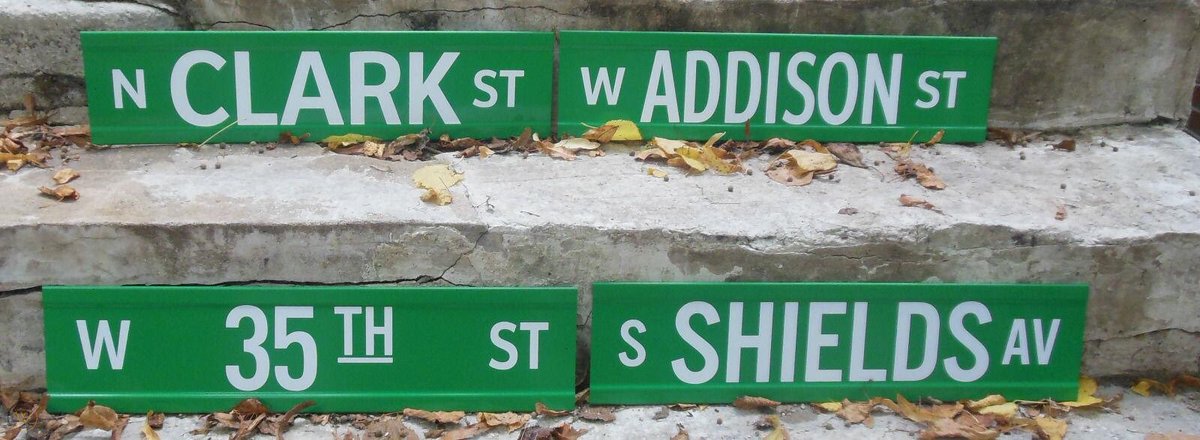 N CLARK ST
W ADDISON ST
W 35TH ST
S SHIELDS AV